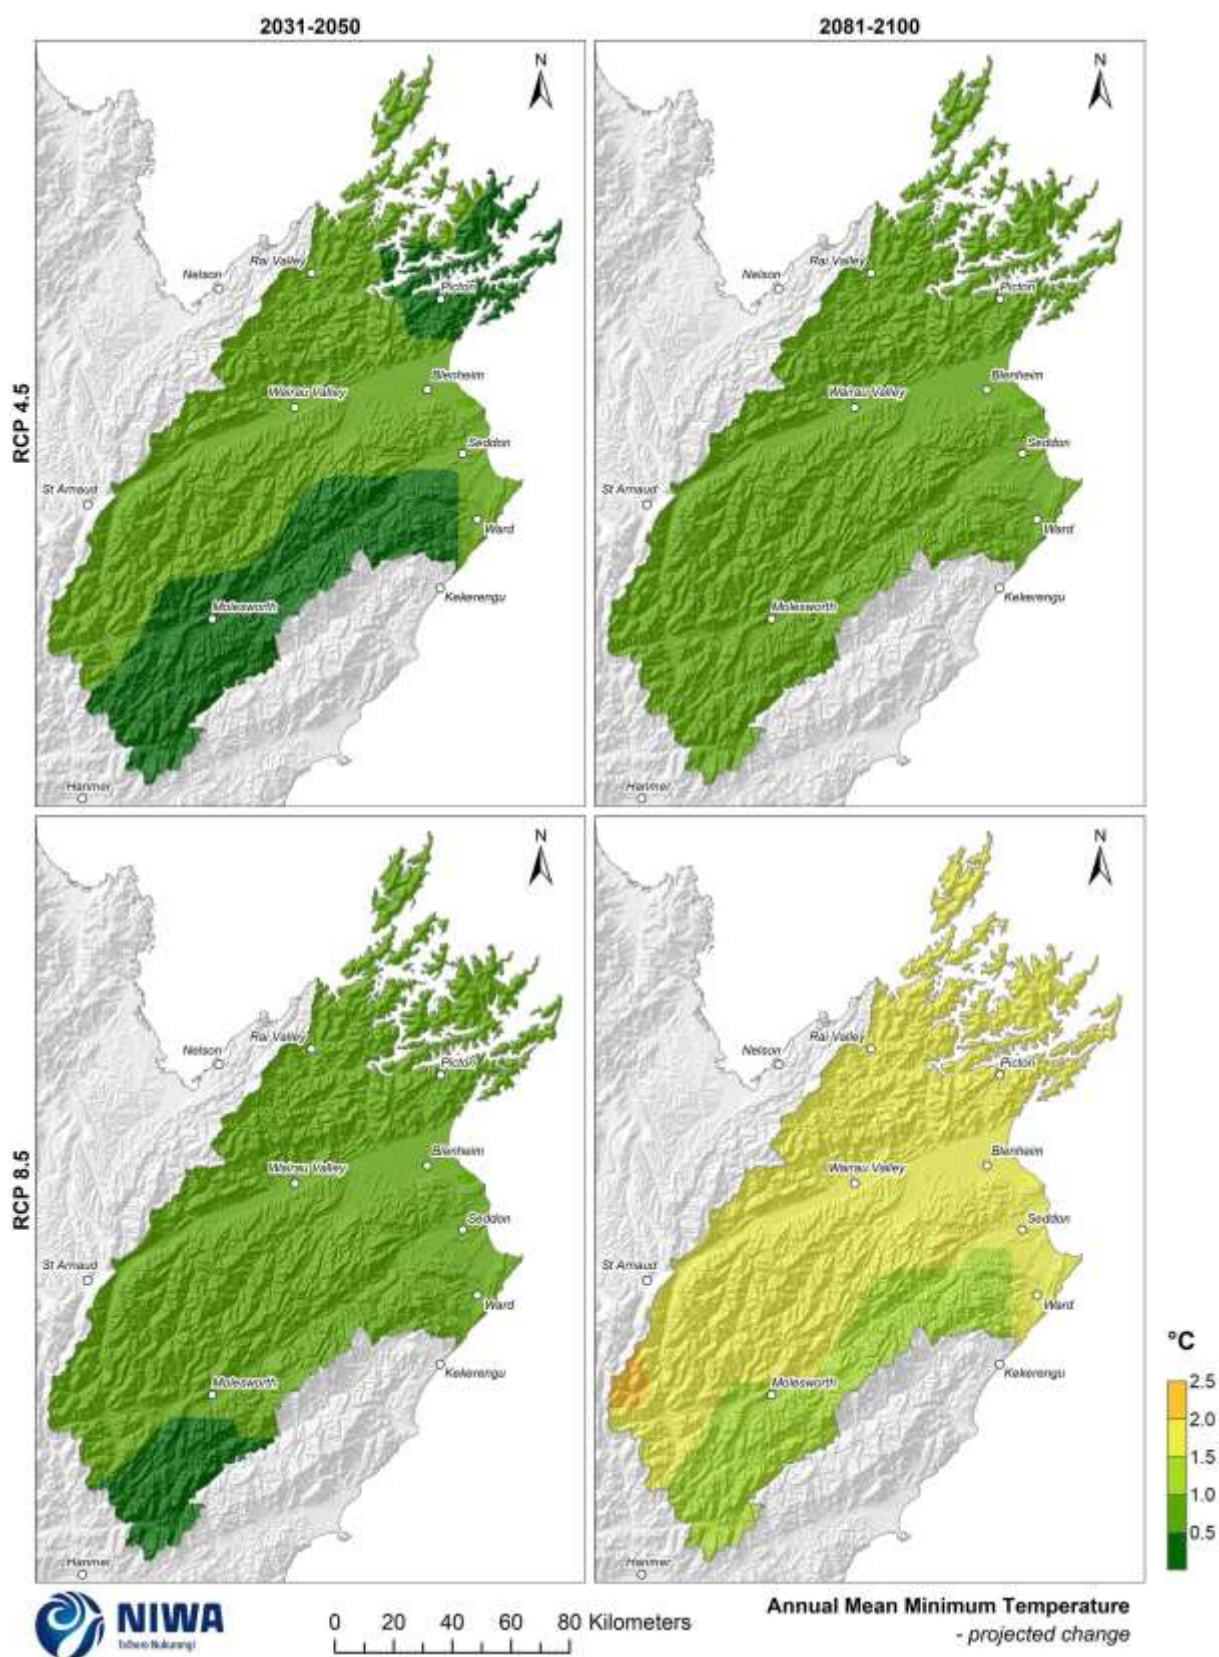 2031-2050
2081-2100
RCP 4.5
N
Rai Valley
Nelson
Picton
Blenheim
Wairau Valley
Seddon
St Arnaud
Ward
Kekerengu
Molesworth
Hanmer
N
Rai Valley
Nelson
Picton
Blenheim
Wairau Valley
Seddon
St Arnaud
Ward
Kekerengu
Molesworth
Hanmer
RCP 8.5
N
Rai Valley
Nelson
Picton
Blenheim
Wairau Valley
Seddon
St Arnaud
Ward
Kekerengu
Molesworth
Hanmer
N
Rai Valley
Nelson
Picton
Blenheim
Wairau Valley
Seddon
St Arnaud
Ward
Kekerengu
Molesworth
Hanmer
°C
2.5
2.0
1.5
1.0
0.5
NIWA
Taihoro Nukurangi
0 20 40 60 80 Kilometers
Annual Mean Minimum Temperature
- projected change